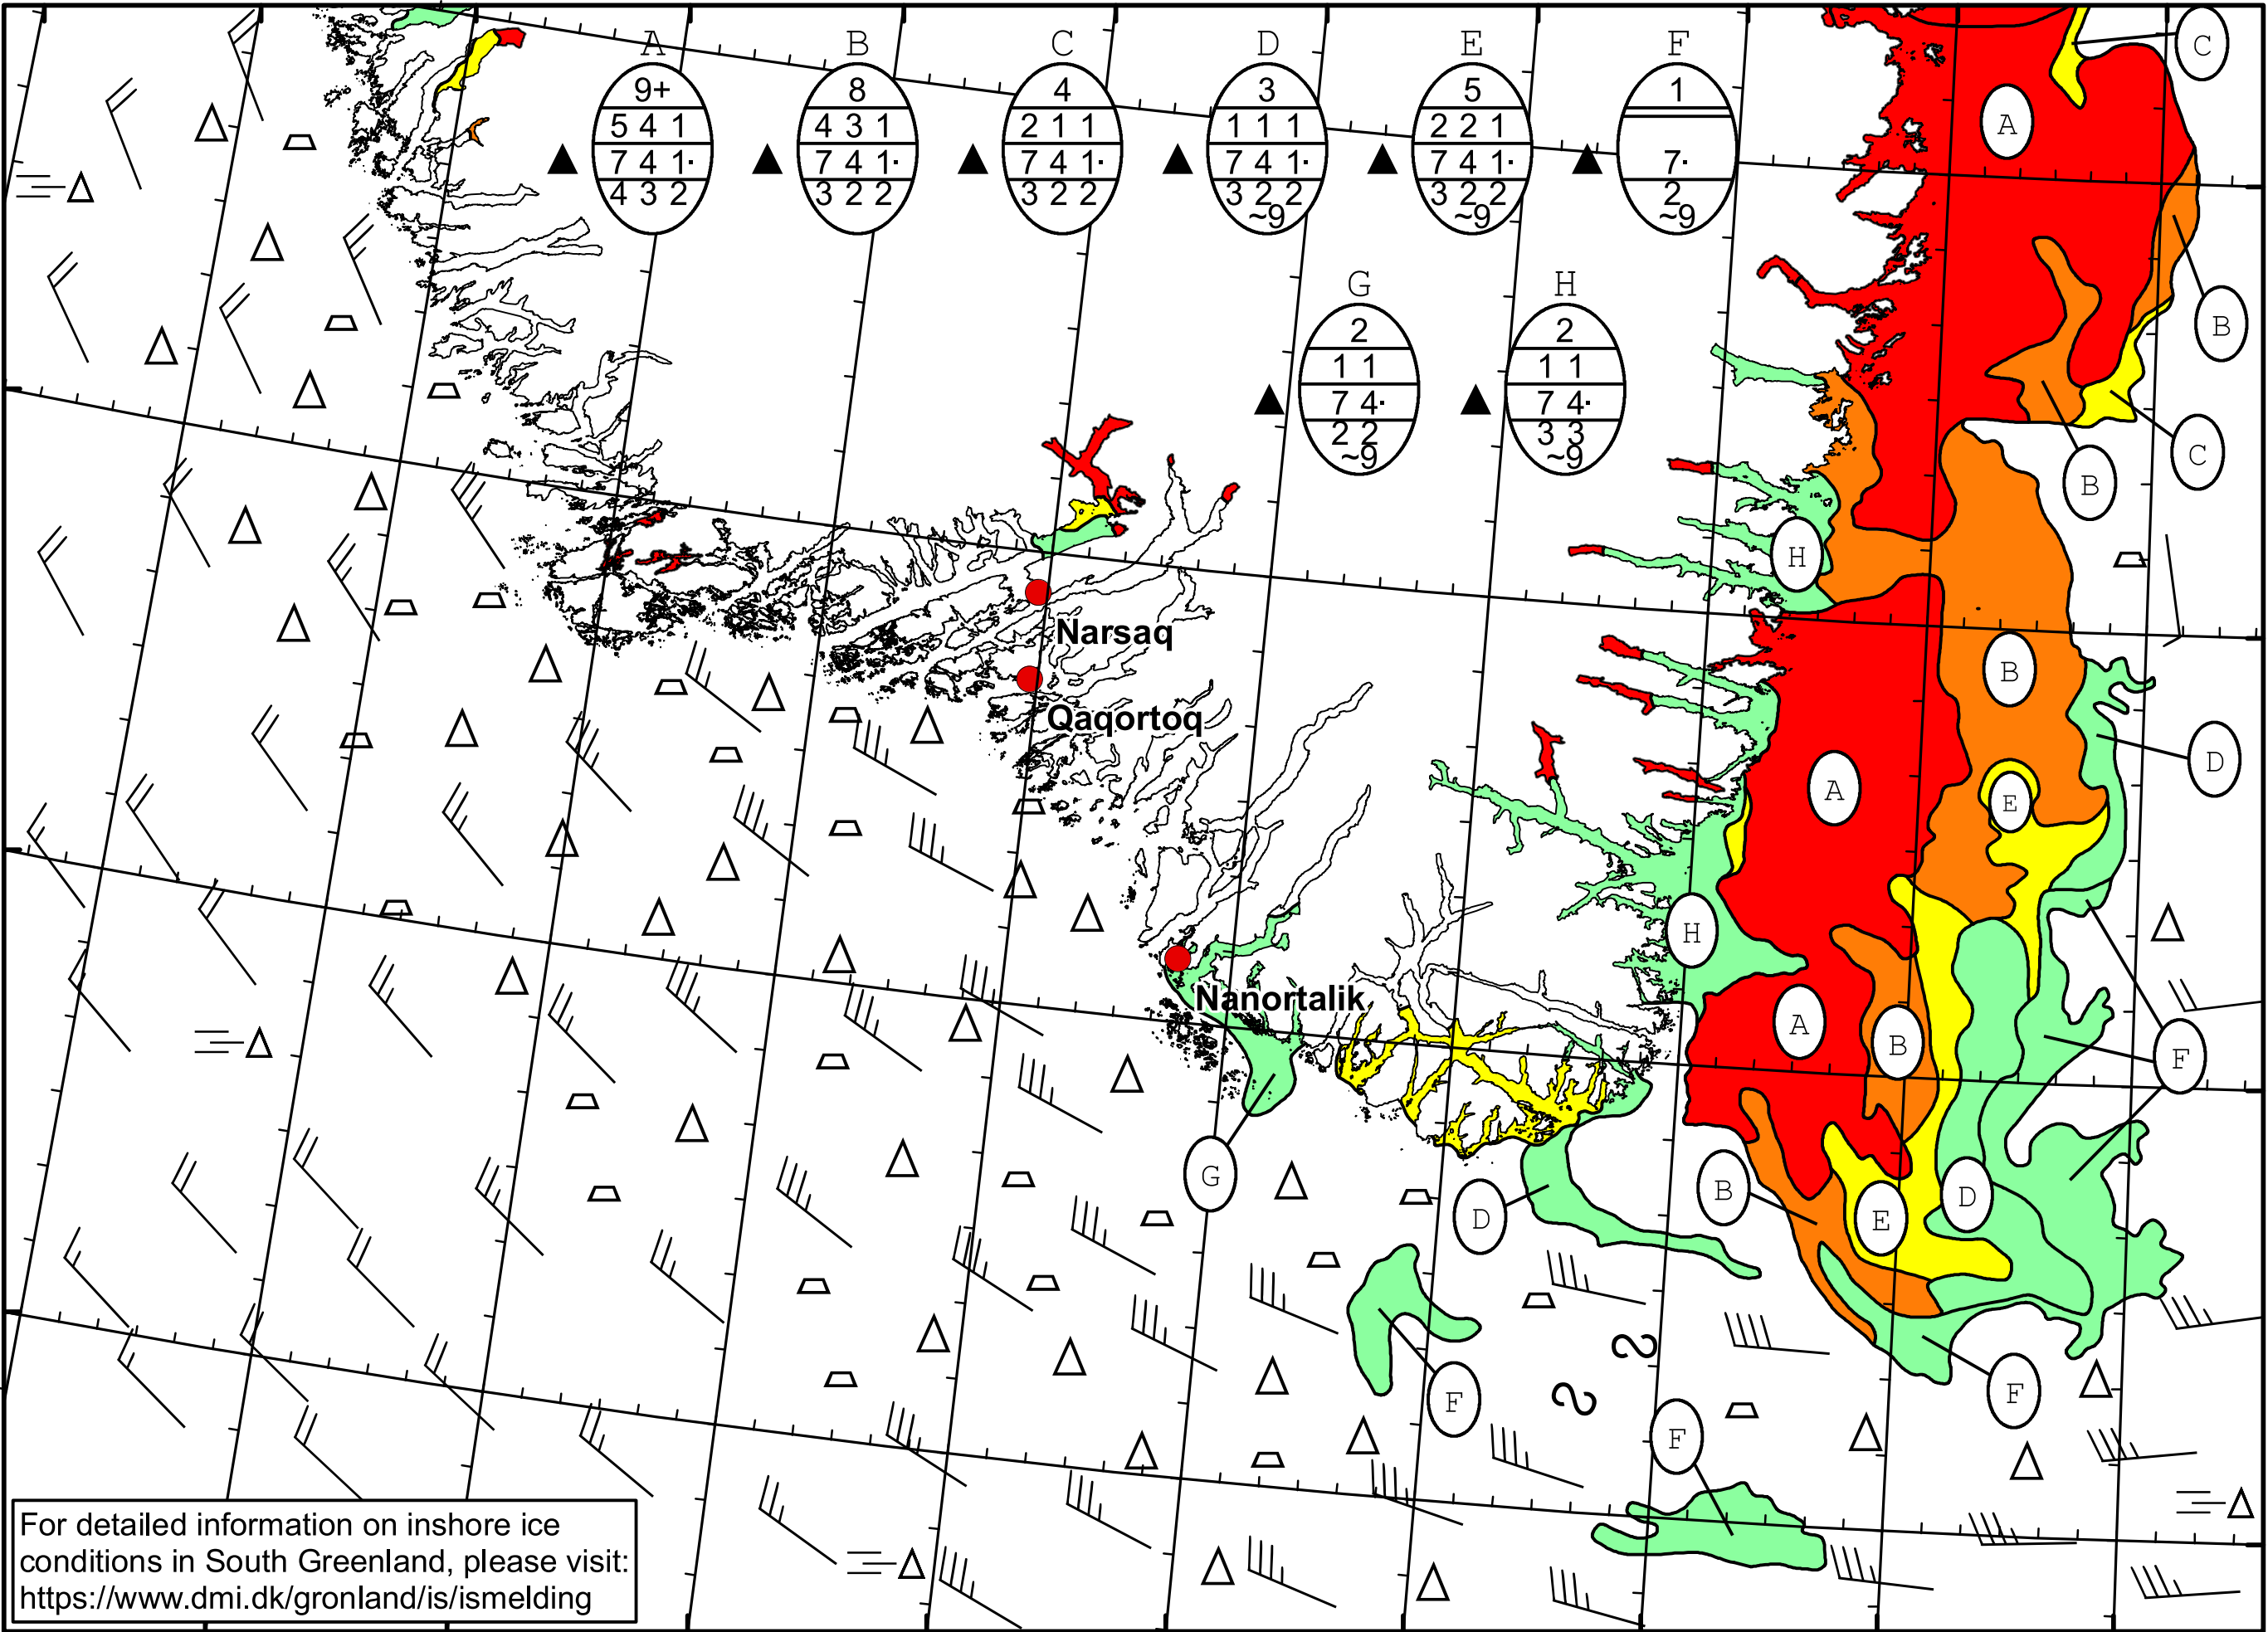 A B C D E F
9+ 8 4 3 5 1
5 4 1 4 3 1 2 1 1 1 1 1 2 2 1
7 4 1· 7 4 1· 7 4 1· 7 4 1· 7 4 1· 7·
4 3 2 3 2 2 3 2 2 3 2 2 3 2 2 2
~9 ~9 ~9
G H
2 2
1 1 1 1
7 4· 7 4·
2 2 3 3
~9 ~9
C
A
B
C
B
H
Narsaq
B
Qaqortoq
D
A
E
H
Nanortalik
A
B
F
G
B
D
D
E
F
F
F
For detailed information on inshore ice
conditions in South Greenland, please visit:
https://www.dmi.dk/gronland/is/ismelding